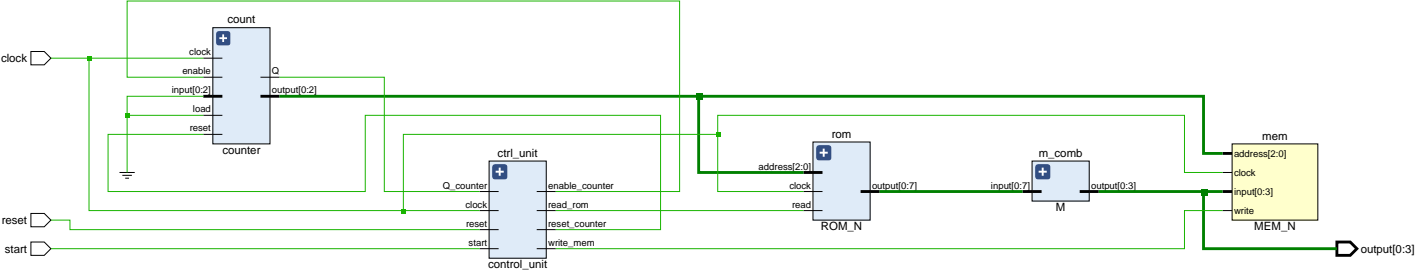 count
clock
clock
enable
Q
input[0:2]
output[0:2]
load
reset
counter
ctrl_unit
Q_counter
enable_counter
clock
read_rom
reset
reset
reset_counter
start
start
write_mem
control_unit
rom
address[2:0]
clock
output[0:7]
read
ROM_N
m_comb
input[0:7]
output[0:3]
M
mem
address[2:0]
clock
input[0:3]
write
MEM_N
output[0:3]